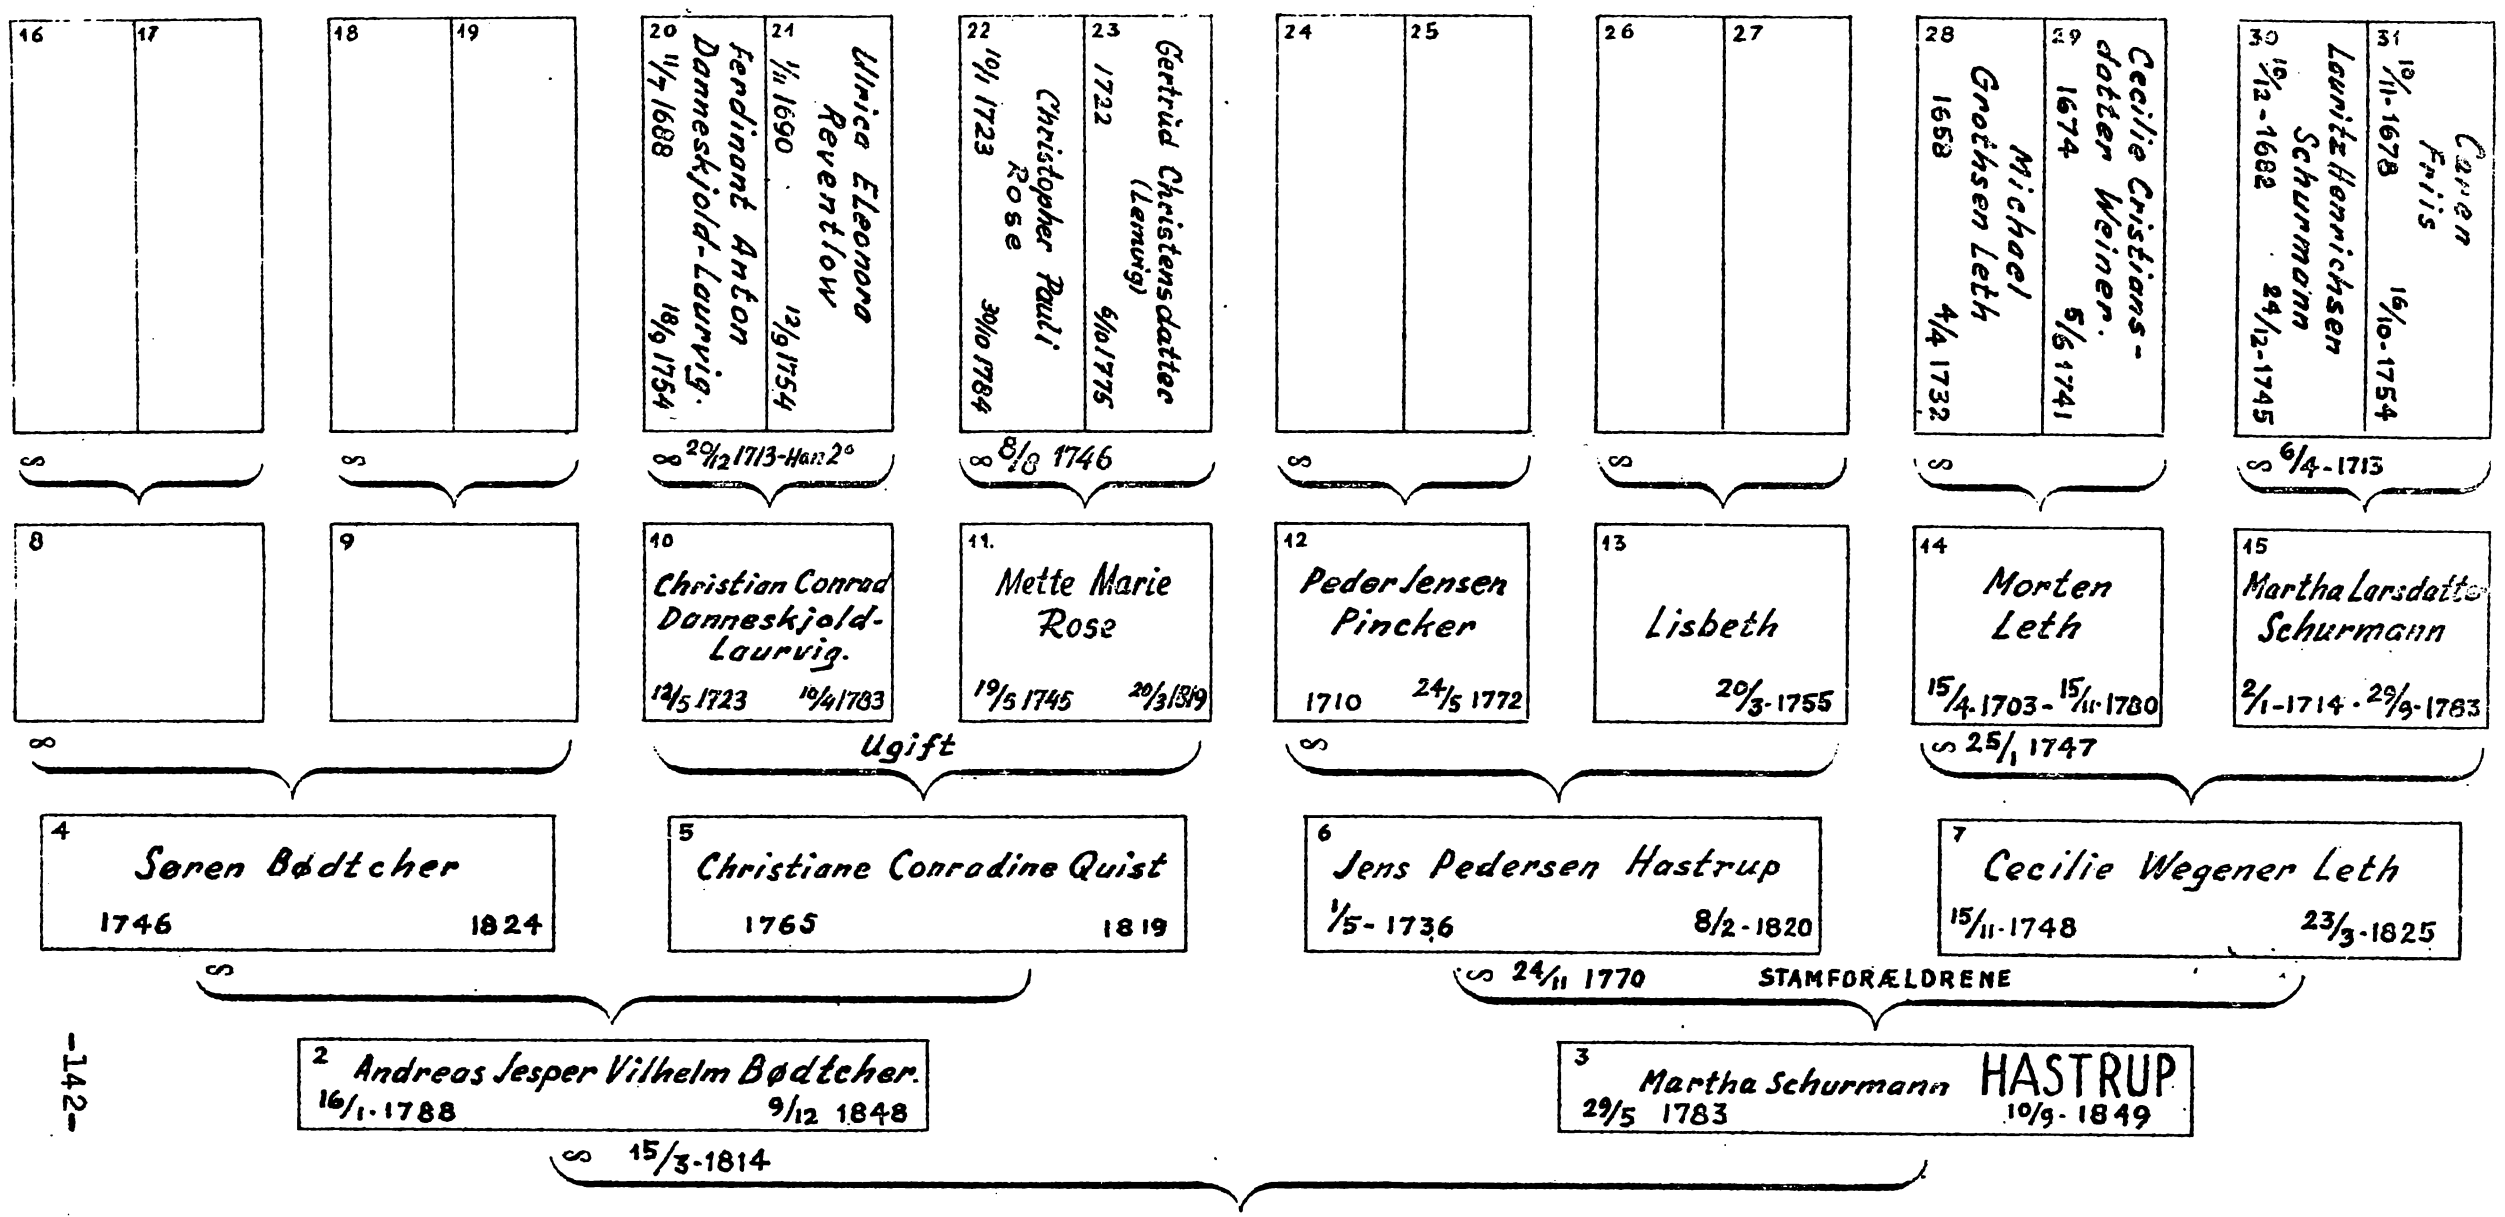 16
17
18
19
20
Ferdinant Anton
Danneskjold-Laurvig.
11/7 1688 18/9 1754
21
Ulrica Eleonora
Reventlow
1/11 1690 12/9 1754
22
Christopher Pauli
Rose
10/1 1723 30/10 1784
23
Gertrúd Christensdatter
(Lemvig)
1722 6/10 1775
24
25
26
27
28
Michael
Grothsen Leth
1658 4/4 1732
29
Cecilie Cristians-
datter Weiner.
1674 5/6 1741
30
Lauritz Henrichsen
Schurmann
10/12-1682 24/12-1745
31
Caren
Friis
10/11-1678 16/10-1754
∞
∞
∞ 20/12 1713-Han 2°
∞ 8/8 1746
∞
∞
∞
∞ 6/4-1713
8
9
10
Christian Conrad
Danneskjold-
Laurvig.
12/5 1723 10/4 1783
11.
Mette Marie
Rose
19/5 1745 20/3 1819
12
Peder Jensen
Pincker
1710 24/5 1772
13
Lisbeth
20/3-1755
14
Morten
Leth
15/4-1703- 15/11-1780
15
Martha Larsdatte
Schurmann
2/1-1714 · 29/9-1783
∞
Ugift
∞
∞ 25/1 1747
4
Søren Bødtcher
1746 1824
5
Christiane Conradine Quist
1765 1819
6
Jens Pedersen Hastrup
1/5-1736 8/2-1820
7
Cecilie Wegener Leth
15/11-1748 23/3-1825
∞
∞ 24/11 1770 STAMFORÆLDRENE
2
Andreas Jesper Vilhelm Bødtcher.
16/1-1788 9/12 1848
3
Martha Schurmann HASTRUP
29/5 1783 10/9-1849
∞ 15/3-1814
-142-